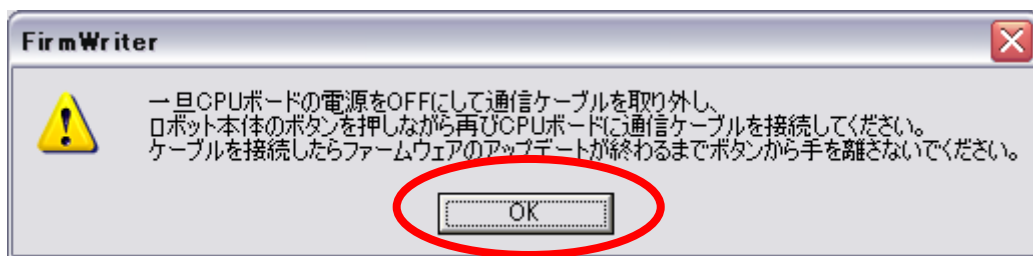 FirmWriter
一旦CPUボードの電源をOFFにして通信ケーブルを取り外し、
ロボット本体のボタンを押しながら再びCPUボードに通信ケーブルを接続してください。
ケーブルを接続したらファームウェアのアップデートが終わるまでボタンから手を離さないでください。
OK